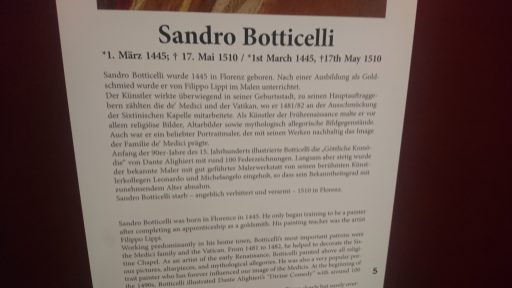 Sandro Botticelli
*1. März 1445; † 17. Mai 1510 / *1st March 1445, †17th May 1510
Sandro Botticelli wurde 1445 in Florenz geboren. Nach einer Ausbildung als Gold-
schmied wurde er von Filippo Lippi im Malen unterrichtet.
Der Künstler wirkte überwiegend in seiner Geburtsstadt, zu seinen Hauptauftragge-
bern zählten die de' Medici und der Vatikan, wo er 1481/82 an der Ausschmückung
der Sixtinischen Kapelle mitarbeitete. Als Künstler der Frührenaissance malte er vor
allem religiöse Bilder, Altarbilder sowie mythologisch allegorische Bildgegenstände.
Auch war er ein beliebter Portraitmaler, der mit seinen Werken nachhaltig das Image
der Familie de' Medici prägte.
Anfang der 90er-Jahre des 15. Jahrhunderts illustrierte Botticelli die „Göttliche Komö-
die" von Dante Alighieri mit rund 100 Federzeichnungen. Langsam aber stetig wurde
der bekannte Maler mit gut geführter Malerwerkstatt von seinen berühmten Künst-
lerkollegen Leonardo und Michelangelo eingeholt, so dass sein Bekanntheitsgrad mit
zunehmendem Alter abnahm.
Sandro Botticelli starb – angeblich verbittert und verarmt – 1510 in Florenz.
Sandro Botticelli was born in Florence in 1445. He only began training to be a painter
after completing an apprenticeship as a goldsmith. His painting teacher was the artist
Filippo Lippi.
Working predominantly in his home town, Botticelli's most important patrons were
the Medici family and the Vatican. From 1481 to 1482, he helped to decorate the Sis-
tine Chapel. As an artist of the early Renaissance, Botticelli painted above all religi-
ous pictures, altarpieces, and mythological allegories. He was also a very popular por-
trait painter who has forever influenced our image of the Medicis. At the beginning of
the 1490s, Botticelli illustrated Dante Alighieri's "Divine Comedy" with around 100
5